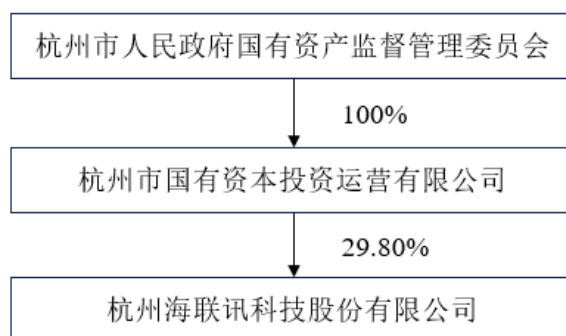 杭州市人民政府国有资产监督管理委员会
100%
杭州市国有资本投资运营有限公司
29.80%
杭州海联讯科技股份有限公司